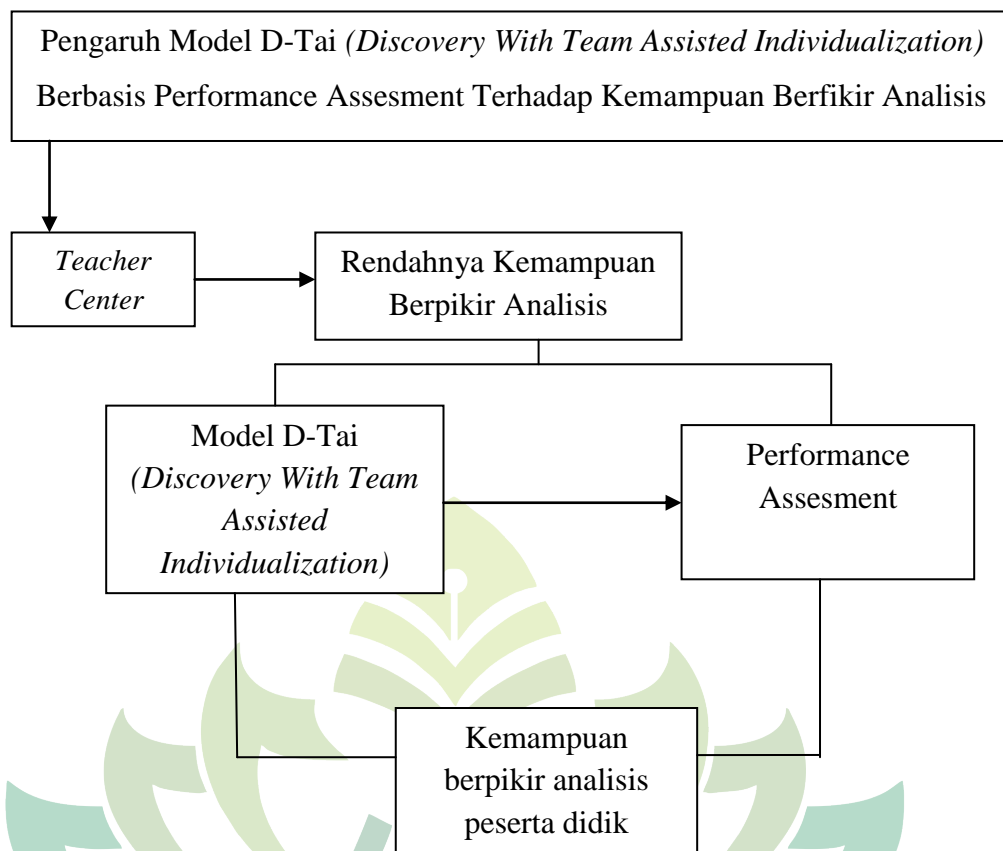 Pengaruh Model D-Tai (Discovery With Team Assisted Individualization)
Berbasis Performance Assesment Terhadap Kemampuan Berfikir Analisis
Teacher
Center
Rendahnya Kemampuan
Berpikir Analisis
Model D-Tai
(Discovery With Team
Assisted
Individualization)
Performance
Assesment
Kemampuan
berpikir analisis
peserta didik